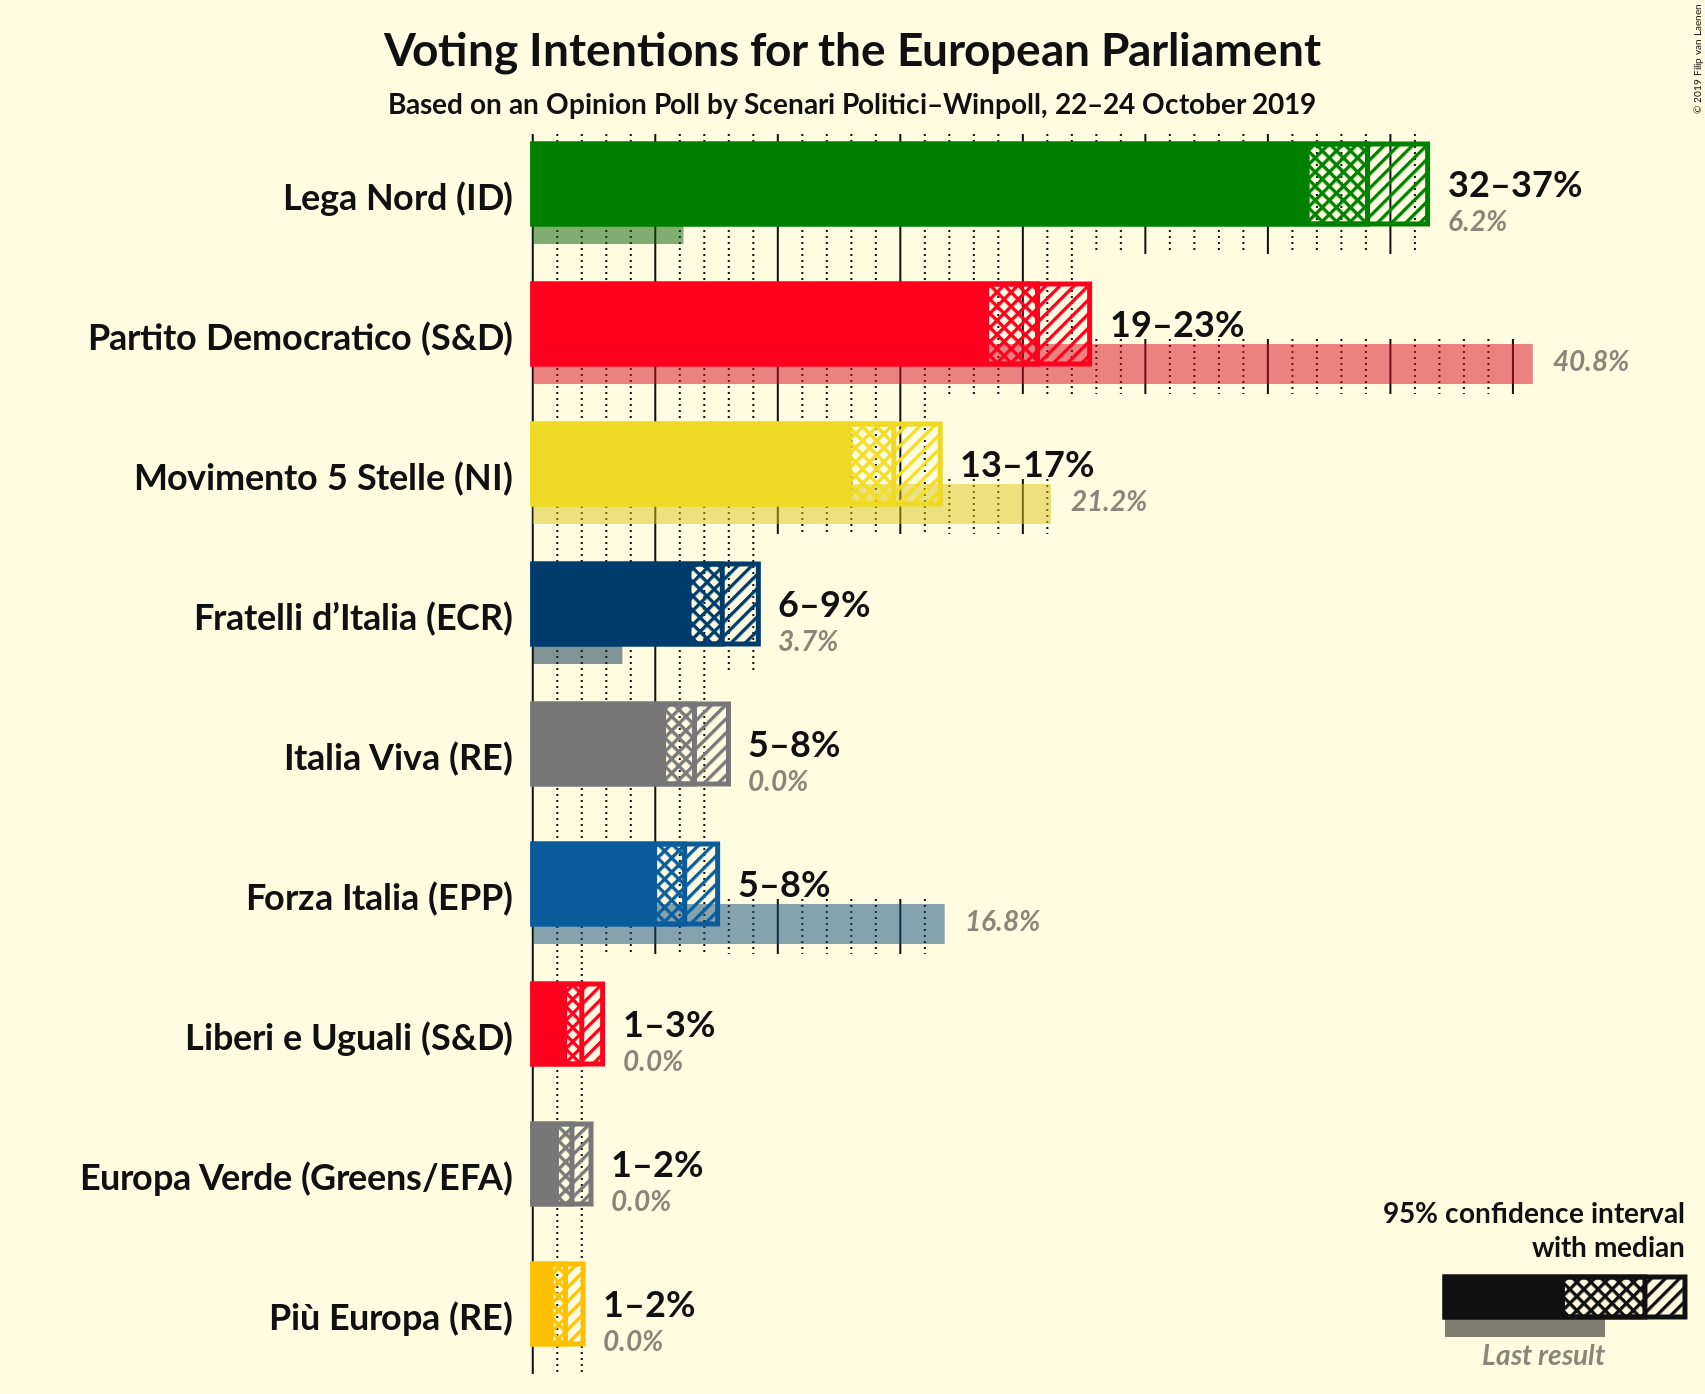 Voting Intentions for the European Parliament
Based on an Opinion Poll by Scenari Politici–Winpoll, 22–24 October 2019
© 2019 Filip van Laenen
Lega Nord (ID)
32–37%
6.2%
Partito Democratico (S&D)
19–23%
40.8%
Movimento 5 Stelle (NI)
13–17%
21.2%
Fratelli d’Italia (ECR)
6–9%
3.7%
Italia Viva (RE)
5–8%
0.0%
Forza Italia (EPP)
5–8%
16.8%
Liberi e Uguali (S&D)
1–3%
0.0%
Europa Verde (Greens/EFA)
1–2%
0.0%
Più Europa (RE)
1–2%
0.0%
95% confidence interval
with median
Last result